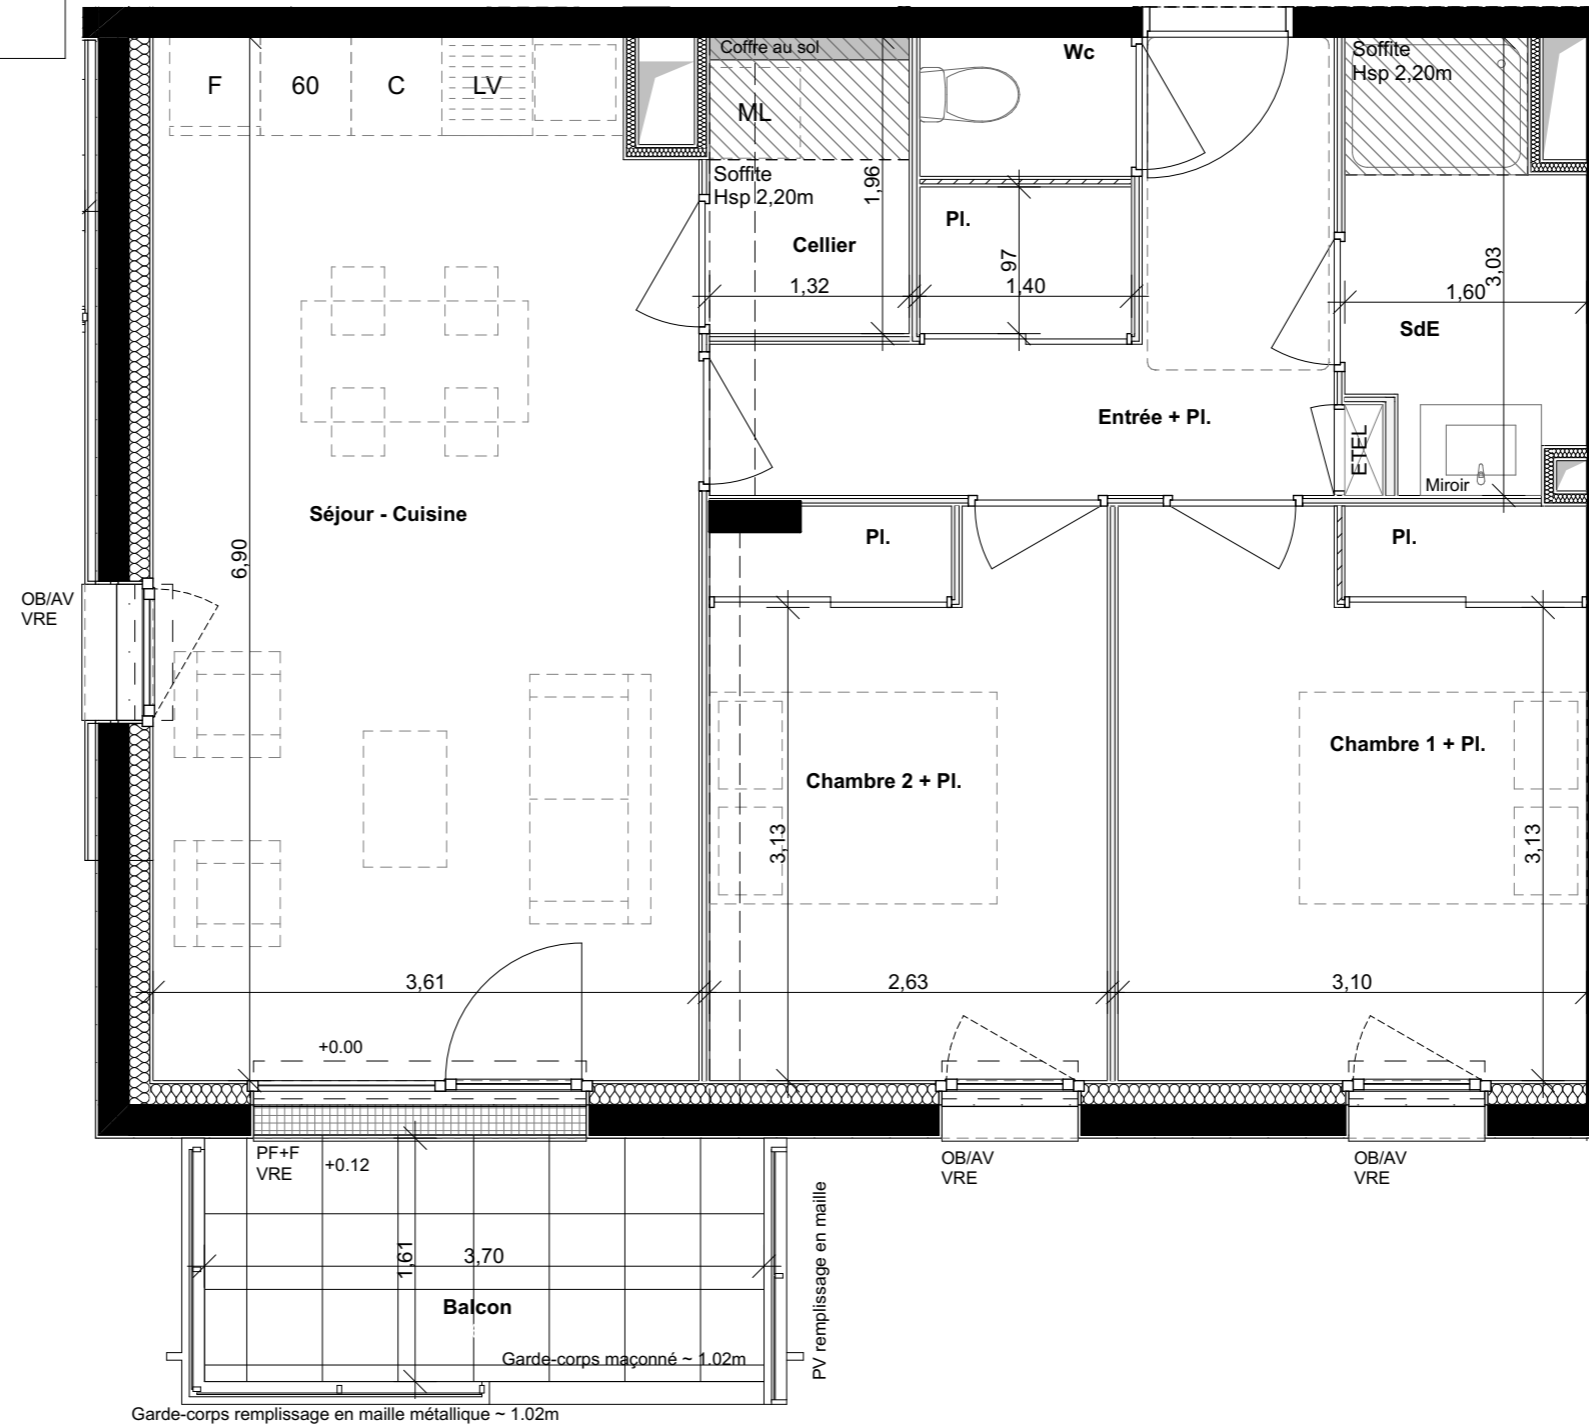 Coffre au sol
Wc
Soffite
Hsp 2,20m
F
60
C
LV
ML
Soffite
Hsp 2,20m
1,96
Pl.
Cellier
97
3,03
1,32
1,40
1,60
SdE
Entrée + Pl.
ETEL
Miroir
Séjour - Cuisine
Pl.
Pl.
6,90
OB/AV
VRE
Chambre 1 + Pl.
Chambre 2 + Pl.
3,13
3,13
3,61
2,63
3,10
+0.00
PF+F
VRE
+0.12
OB/AV
VRE
OB/AV
VRE
PV remplissage en maille
1,61
3,70
Balcon
Garde-corps maçonné ~ 1.02m
Garde-corps remplissage en maille métallique ~ 1.02m